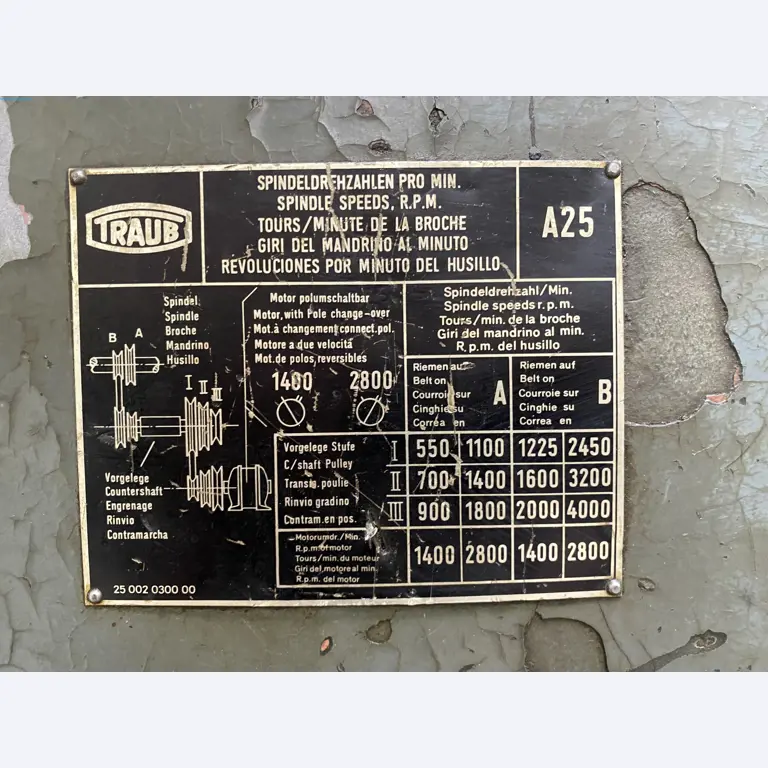 TRAUB
SPINDELDREHZAHLEN PRO MIN.
SPINDLE SPEEDS, R.P.M.
TOURS/MINUTE DE LA BROCHE
GIRI DEL MANDRINO AL MINUTO
REVOLUCIONES POR MINUTO DEL HUSILLO
A25
Spindel
Spindle
Broche
Mandrino
Husillo
B A
I II III
Vorgelege
Countershaft
Engrenage
Rinvio
Contramarcha
25 002 0300 00
Motor polumschaltbar
Motor, with Pole change-over
Mot. à changement connect. pol.
Motore a due velocità
Mot. de polos reversibles
1400 2800
Spindeldrehzahl/Min.
Spindle speeds r.p.m.
Tours/min. de la broche
Giri del mandrino al min.
R.p.m. del husillo
Riemen auf
Belt on
Courroie sur
Cinghie su
Correa en
A
Riemen auf
Belt on
Courroie sur
Cinghie su
Correa en
B
Vorgelege Stufe
C/shaft Pulley
Transm. poulie
Rinvio gradino
Contram. en pos.
I 550 1100 1225 2450
II 700 1400 1600 3200
III 900 1800 2000 4000
Motorumdr./Min.
R.p.m. of motor
Tours/min. du moteur
Giri del motore al min.
R.p.m. del motor
1400 2800 1400 2800